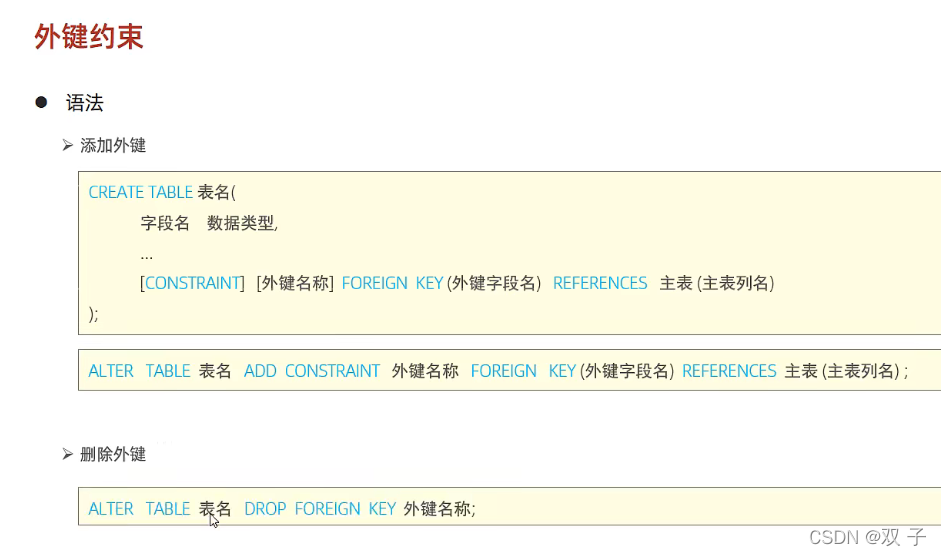 外键约束
语法
添加外键
CREATE TABLE 表名(
字段名 数据类型,
...
[CONSTRAINT] [外键名称] FOREIGN KEY (外键字段名) REFERENCES 主表 (主表列名)
);
ALTER TABLE 表名 ADD CONSTRAINT 外键名称 FOREIGN KEY (外键字段名) REFERENCES 主表 (主表列名) ;
删除外键
ALTER TABLE 表名 DROP FOREIGN KEY 外键名称;
CSDN @双 子